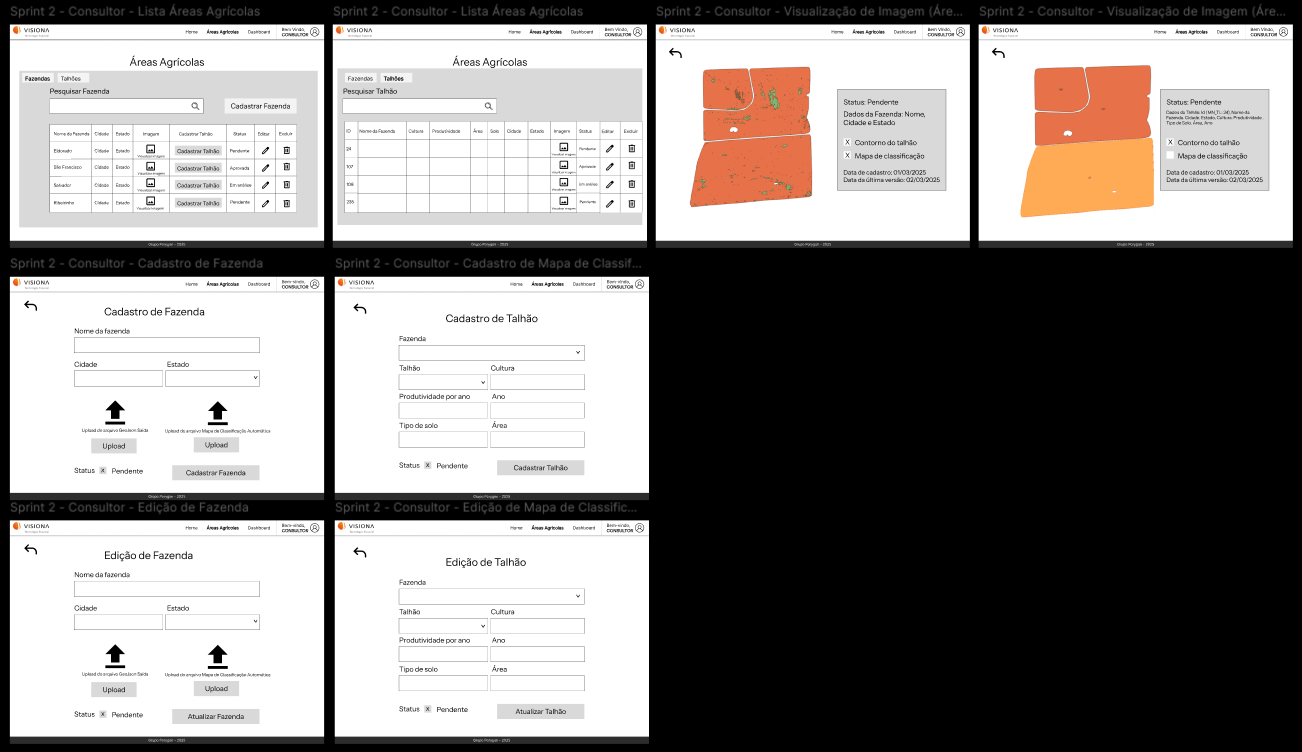 Sprint 2 - Consultor - Lista Áreas Agrícolas
VISIONA
Home Áreas Agrícolas Dashboard Bem Vindo, CONSULTOR
Áreas Agrícolas
Fazendas Talhões
Pesquisar Fazenda
Cadastrar Fazenda
Nome da Fazenda Cidade Estado Imagem Cadastrar Talhão Status Editar Excluir
Eldorado Cidade Estado Visualizar Imagem Cadastrar Talhão Pendente
São Francisco Cidade Estado Visualizar Imagem Cadastrar Talhão Aprovada
Salvador Cidade Estado Visualizar Imagem Cadastrar Talhão Em análise
Ribeirinho Cidade Estado Visualizar Imagem Cadastrar Talhão Pendente
Grupo Polygon - 2025
Sprint 2 - Consultor - Lista Áreas Agrícolas
VISIONA
Home Áreas Agrícolas Dashboard Bem Vindo, CONSULTOR
Áreas Agrícolas
Fazendas Talhões
Pesquisar Talhão
ID Nome da Fazenda Cultura Produtividade Área Solo Cidade Estado Imagem Status Editar Excluir
24 Visualizar Imagem Pendente
107 Visualizar Imagem Aprovado
108 Visualizar Imagem Em análise
235 Visualizar Imagem Pendente
Grupo Polygon - 2025
Sprint 2 - Consultor - Visualização de Imagem (Áre...
VISIONA
Home Áreas Agrícolas Dashboard Bem Vindo, CONSULTOR
Status: Pendente
Dados da Fazenda: Nome,
Cidade e Estado
X Contorno do talhão
X Mapa de classificação
Data de cadastro: 01/03/2025
Data da última versão: 02/03/2025
Grupo Polygon - 2025
Sprint 2 - Consultor - Visualização de Imagem (Áre...
VISIONA
Home Áreas Agrícolas Dashboard Bem Vindo, CONSULTOR
Status: Pendente
Dados do Talhão: Id (MN_TL: 24), Nome da
Fazenda, Cidade, Estado, Cultura, Produtividade,
Tipo de Solo, Área, Ano
X Contorno do talhão
Mapa de classificação
Data de cadastro: 01/03/2025
Data da última versão: 02/03/2025
Grupo Polygon - 2025
Sprint 2 - Consultor - Cadastro de Fazenda
VISIONA
Home Áreas Agrícolas Dashboard Bem-vindo, CONSULTOR
Cadastro de Fazenda
Nome da fazenda
Cidade Estado
Upload do arquivo GeoJson Saída Upload do arquivo Mapa de Classificação Automática
Upload Upload
Status X Pendente Cadastrar Fazenda
Grupo Polygon - 2025
Sprint 2 - Consultor - Cadastro de Mapa de Classif...
VISIONA
Home Áreas Agrícolas Dashboard Bem-vindo, CONSULTOR
Cadastro de Talhão
Fazenda
Talhão Cultura
Produtividade por ano Ano
Tipo de solo Área
Status X Pendente Cadastrar Talhão
Grupo Polygon - 2025
Sprint 2 - Consultor - Edição de Fazenda
VISIONA
Home Áreas Agrícolas Dashboard Bem-vindo, CONSULTOR
Edição de Fazenda
Nome da fazenda
Cidade Estado
Upload do arquivo GeoJson Saída Upload do arquivo Mapa de Classificação Automática
Upload Upload
Status X Pendente Atualizar Fazenda
Grupo Polygon - 2025
Sprint 2 - Consultor - Edição de Mapa de Classific...
VISIONA
Home Áreas Agrícolas Dashboard Bem-vindo, CONSULTOR
Edição de Talhão
Fazenda
Talhão Cultura
Produtividade por ano Ano
Tipo de solo Área
Status X Pendente Atualizar Talhão
Grupo Polygon - 2025